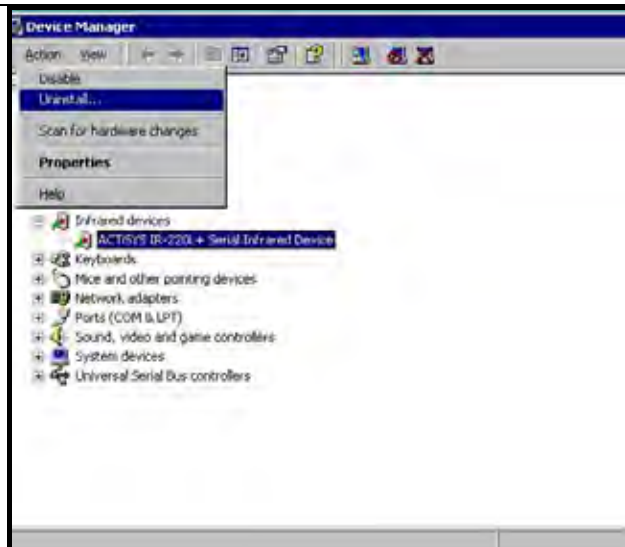 Device Manager
Action View
Disable
Uninstall...
Scan for hardware changes
Properties
Help
Infrared devices
ACTiSYS IR-220L+ Serial Infrared Device
Keyboards
Mice and other pointing devices
Network adapters
Ports (COM & LPT)
Sound, video and game controllers
System devices
Universal Serial Bus controllers